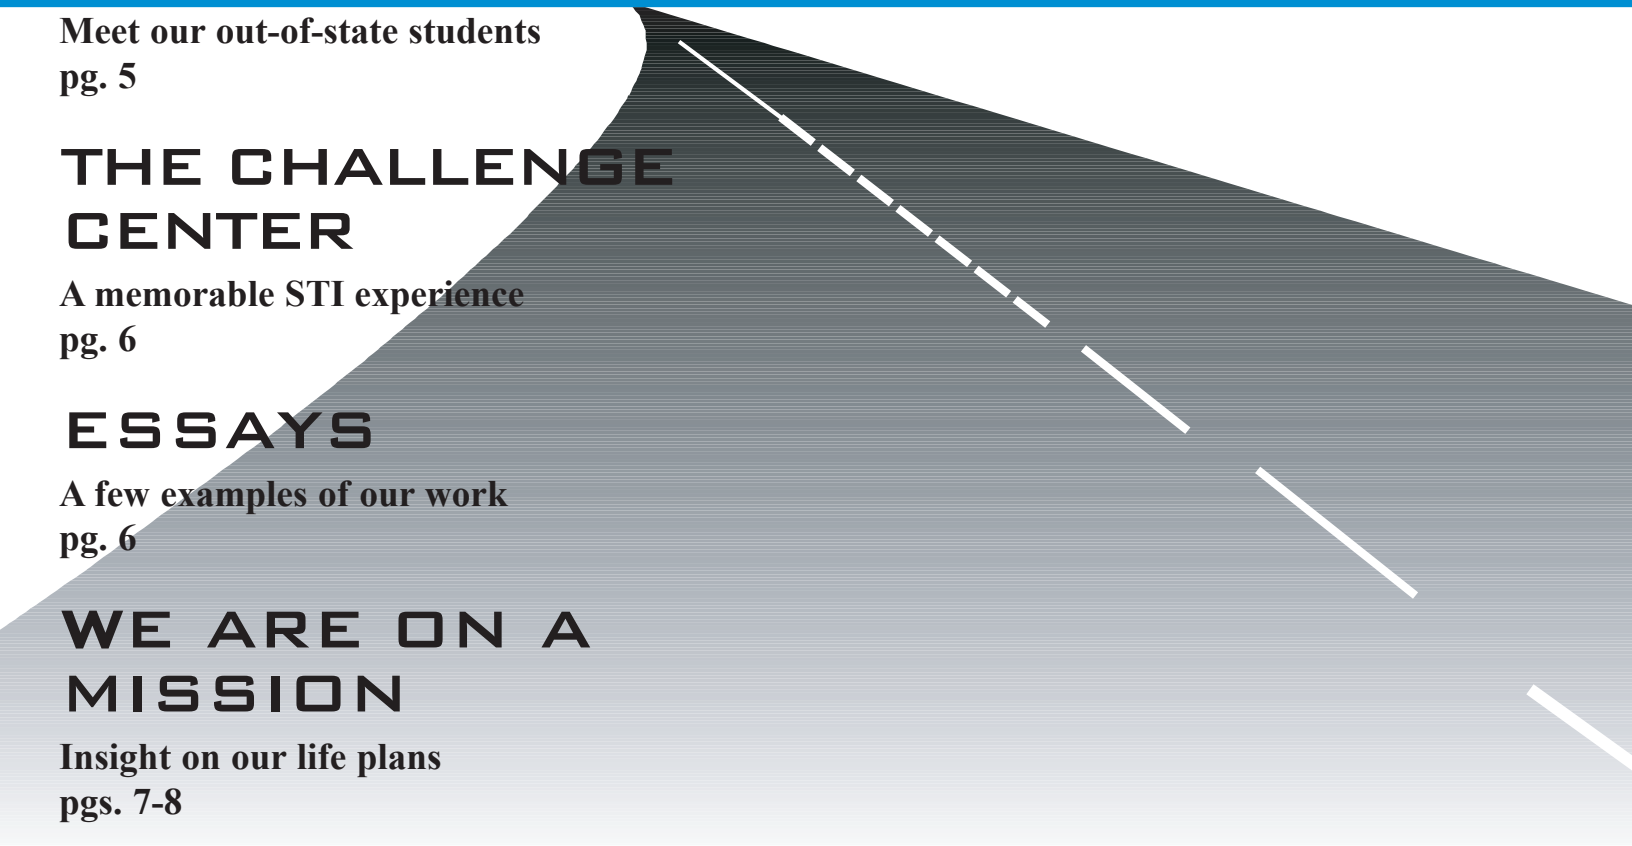 Meet our out-of-state students
pg. 5
THE CHALLENGE
CENTER
A memorable STI experience
pg. 6
ESSAYS
A few examples of our work
pg. 6
WE ARE ON A
MISSION
Insight on our life plans
pgs. 7-8